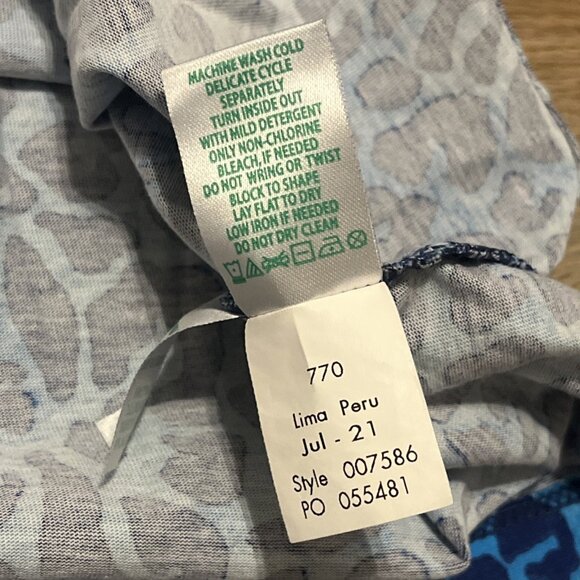 MACHINE WASH COLD
DELICATE CYCLE
SEPARATELY
TURN INSIDE OUT
WITH MILD DETERGENT
ONLY NON-CHLORINE
BLEACH, IF NEEDED
DO NOT WRING OR TWIST
BLOCK TO SHAPE
LAY FLAT TO DRY
LOW IRON IF NEEDED
DO NOT DRY CLEAN
770
Lima Peru
Jul - 21
Style 007586
PO 055481